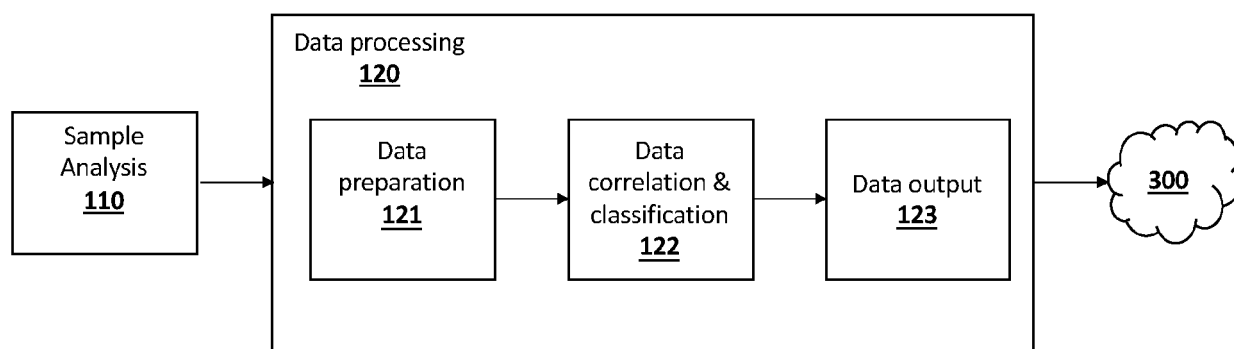 Data processing
120
Sample
Analysis
110
Data
preparation
121
Data
correlation &
classification
122
Data output
123
300